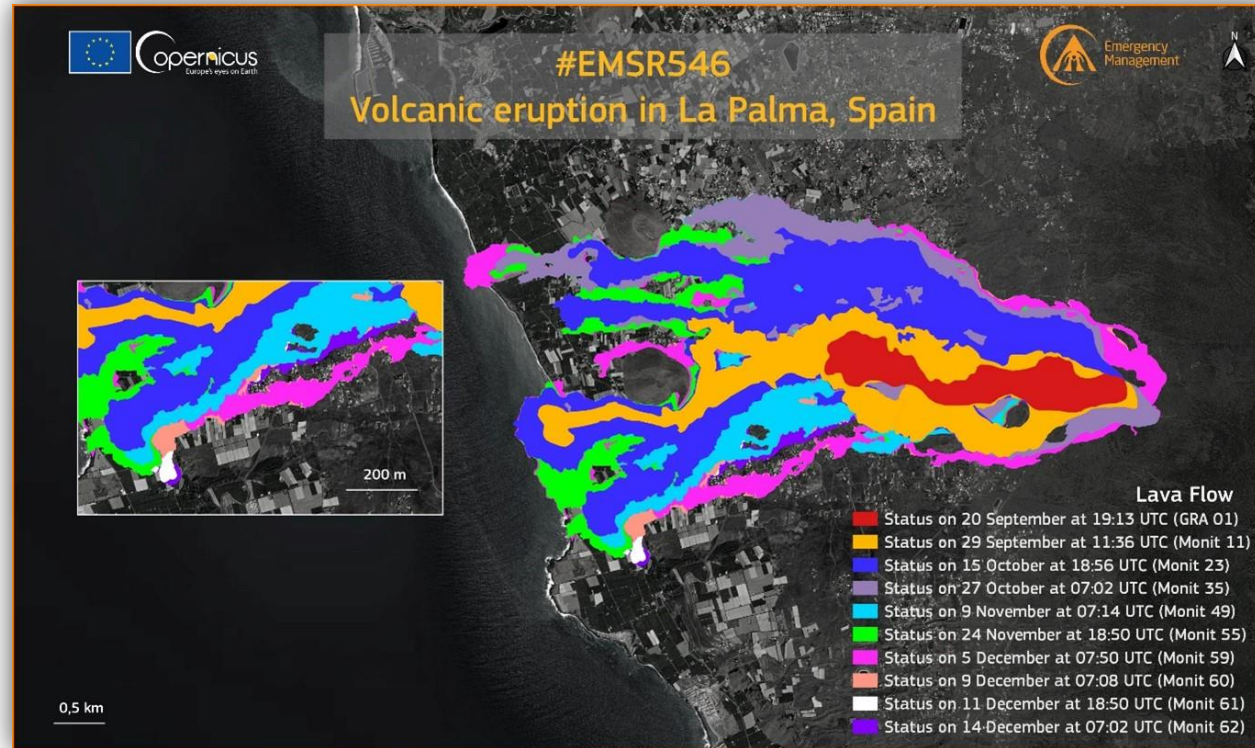 Copernicus
Europe's eyes on Earth
#EMSR546
Volcanic eruption in La Palma, Spain
Emergency
Management
N
200 m
Lava Flow
Status on 20 September at 19:13 UTC (GRA 01)
Status on 29 September at 11:36 UTC (Monit 11)
Status on 15 October at 18:56 UTC (Monit 23)
Status on 27 October at 07:02 UTC (Monit 35)
Status on 9 November at 07:14 UTC (Monit 49)
Status on 24 November at 18:50 UTC (Monit 55)
Status on 5 December at 07:50 UTC (Monit 59)
Status on 9 December at 07:08 UTC (Monit 60)
Status on 11 December at 18:50 UTC (Monit 61)
Status on 14 December at 07:02 UTC (Monit 62)
0,5 km